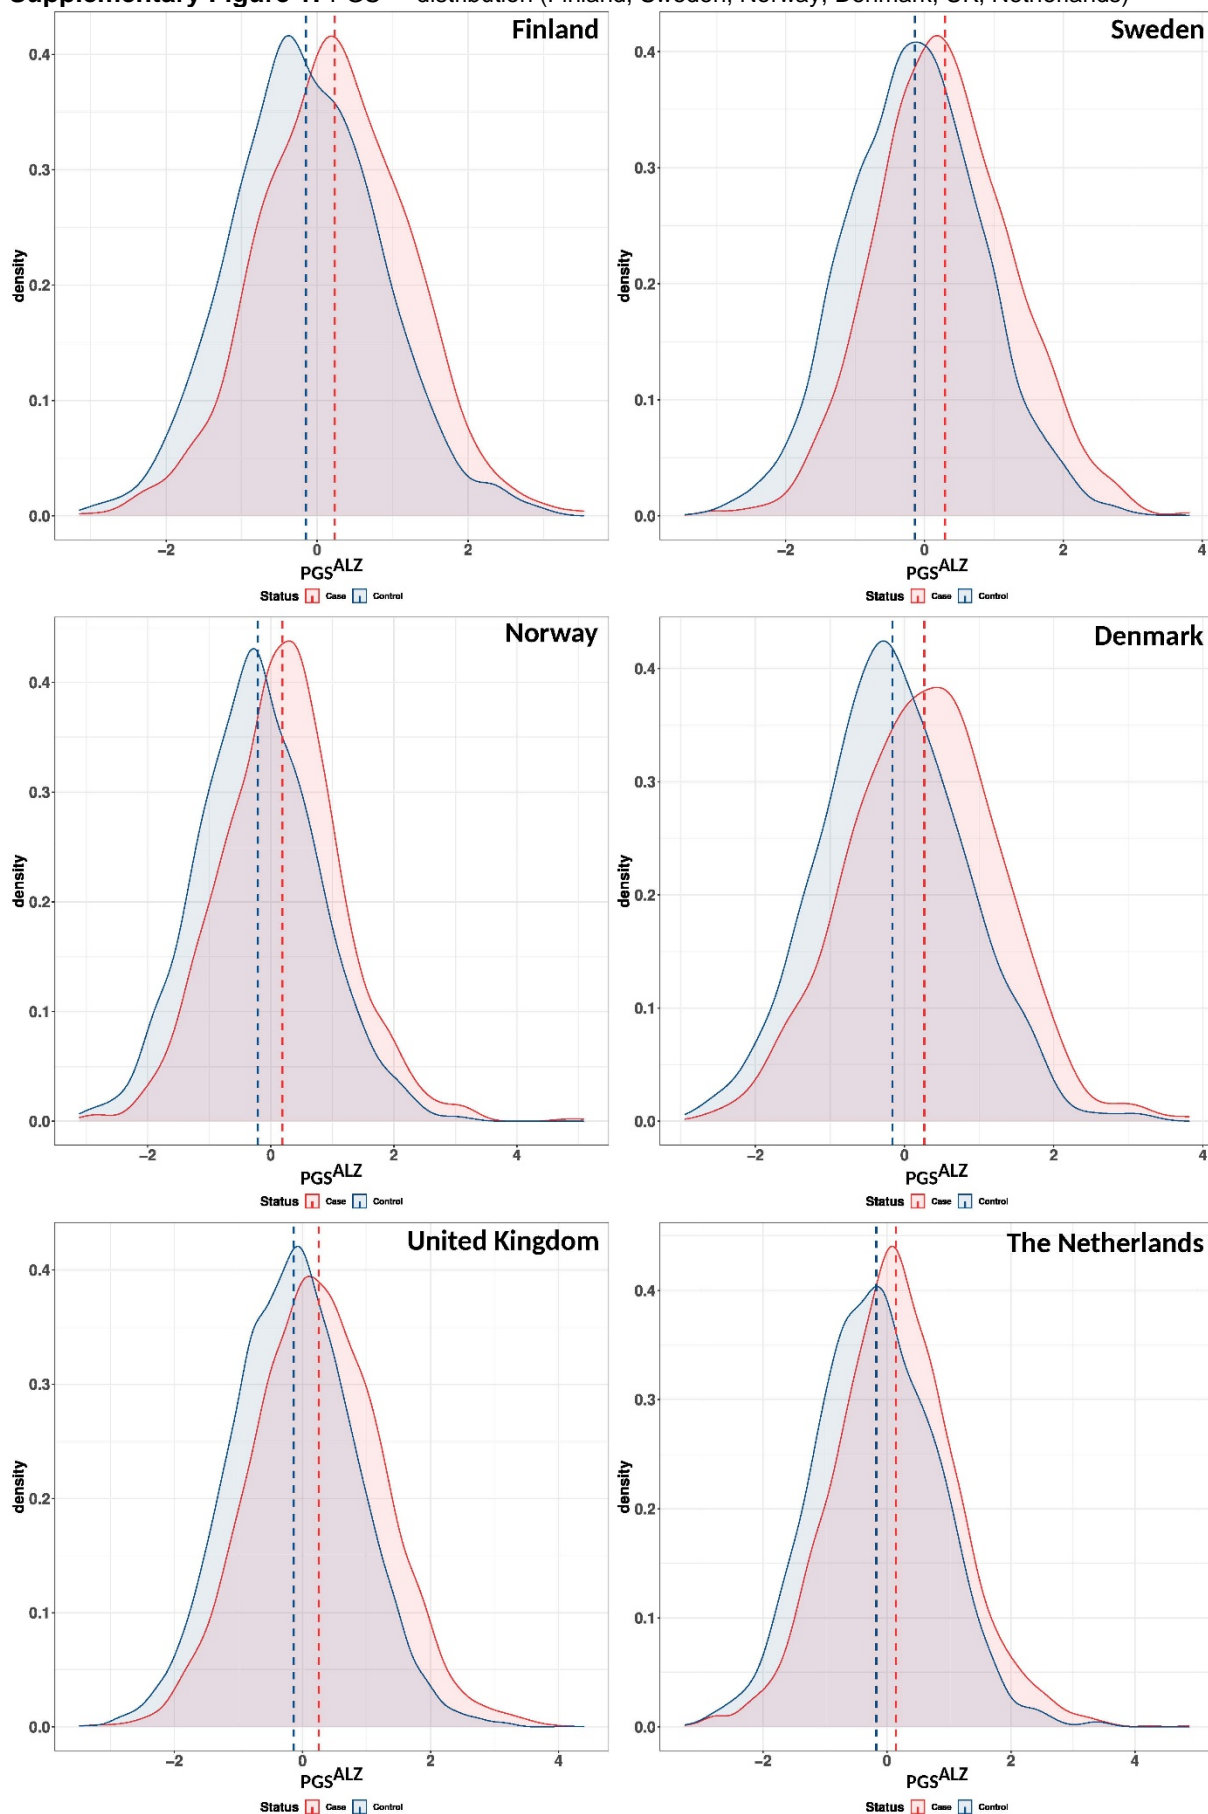 Supplementary Figure 1. PGS distribution (Finland, Sweden, Norway, Denmark, UK, Netherlands)
Finland
0.4
0.3
0.2
0.1
0.0
density
−2 0 2
PGS^ALZ
Status Case Control
Sweden
0.4
0.3
0.2
0.1
0.0
density
−2 0 2 4
PGS^ALZ
Status Case Control
Norway
0.4
0.3
0.2
0.1
0.0
density
−2 0 2 4
PGS^ALZ
Status Case Control
Denmark
0.4
0.3
0.2
0.1
0.0
density
−2 0 2
PGS^ALZ
Status Case Control
United Kingdom
0.4
0.3
0.2
0.1
0.0
density
−2 0 2 4
PGS^ALZ
Status Case Control
The Netherlands
0.4
0.3
0.2
0.1
0.0
density
−2 0 2 4
PGS^ALZ
Status Case Control